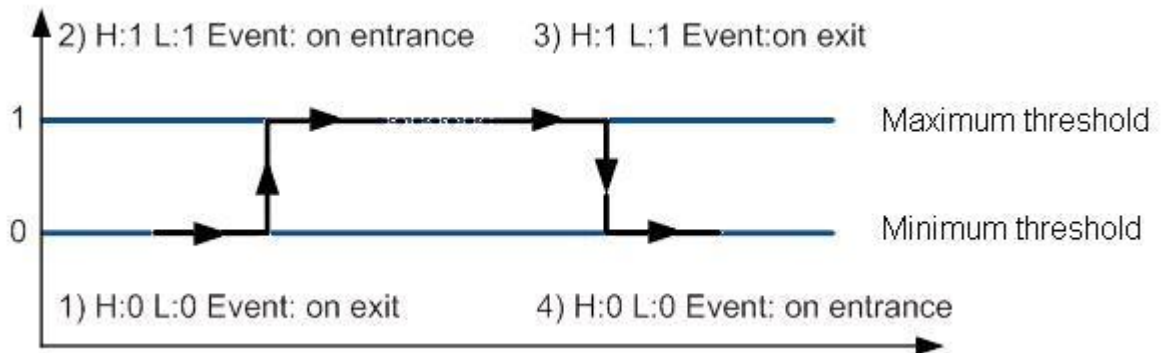 2) H:1 L:1 Event: on entrance
3) H:1 L:1 Event:on exit
1
Maximum threshold
0
Minimum threshold
1) H:0 L:0 Event: on exit
4) H:0 L:0 Event: on entrance